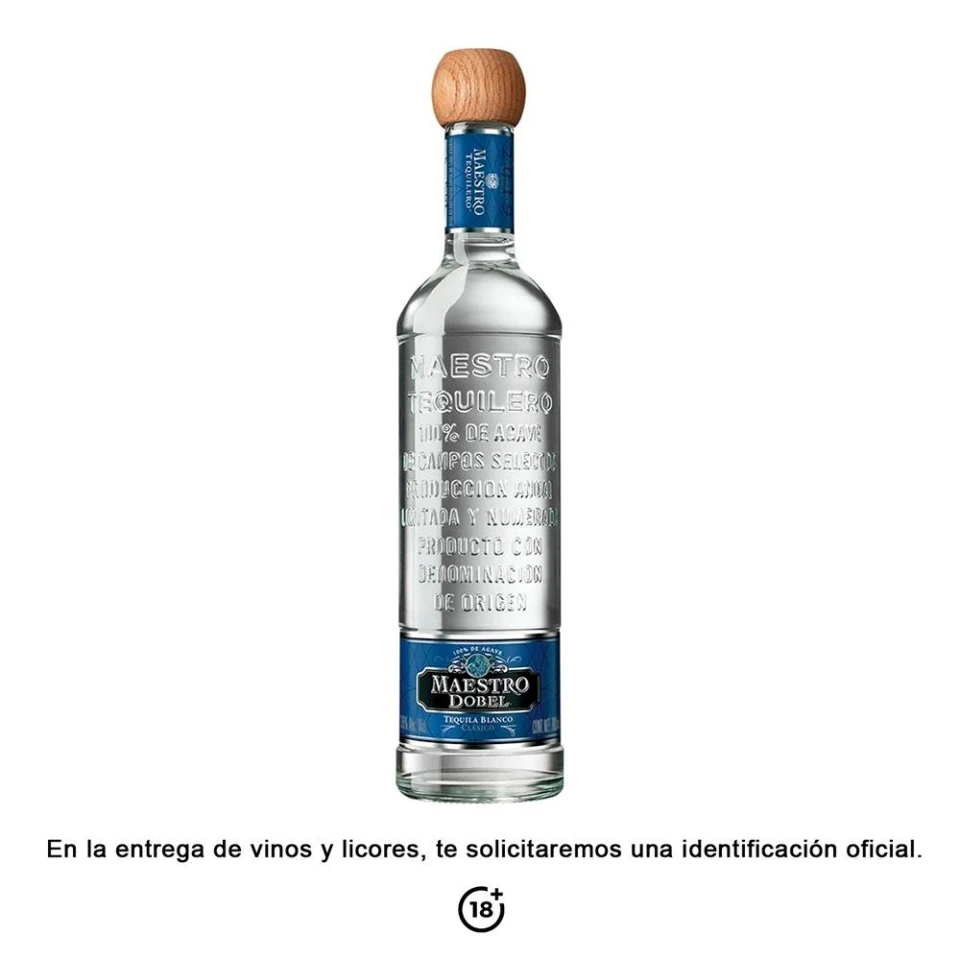 MAESTRO
TEQUILERO
MAESTRO
TEQUILERO
100% DE AGAVE
DE CAMPOS SELECTOS
PRODUCCION ANUAL
LIMITADA Y NUMERADA
PRODUCTO CON
DENOMINACIÓN
DE ORIGEN
100% DE AGAVE
MAESTRO
DOBEL
TEQUILA BLANCO
CLÁSICO
CONT. NET.
En la entrega de vinos y licores, te solicitaremos una identificación oficial.
18+